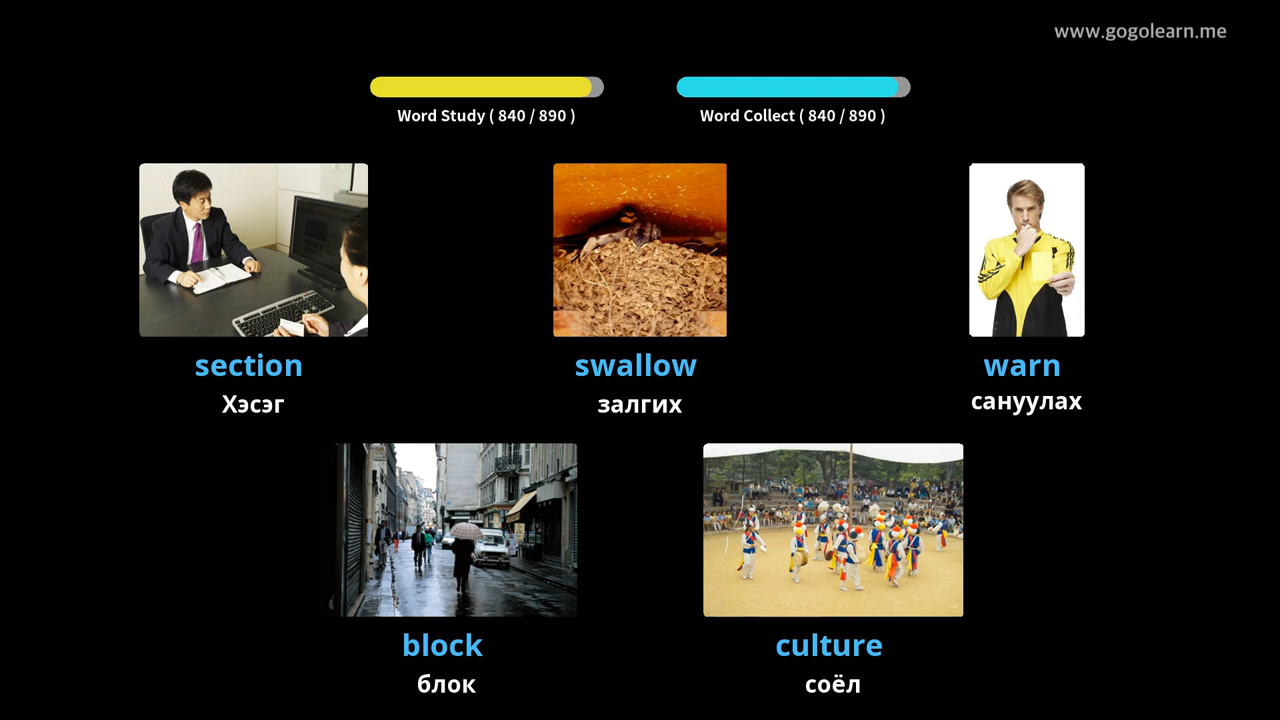 www.gogolearn.me
Word Study ( 840 / 890 )
Word Collect ( 840 / 890 )
section
swallow
warn
Хэсэг
залгих
сануулах
block
culture
блок
соёл